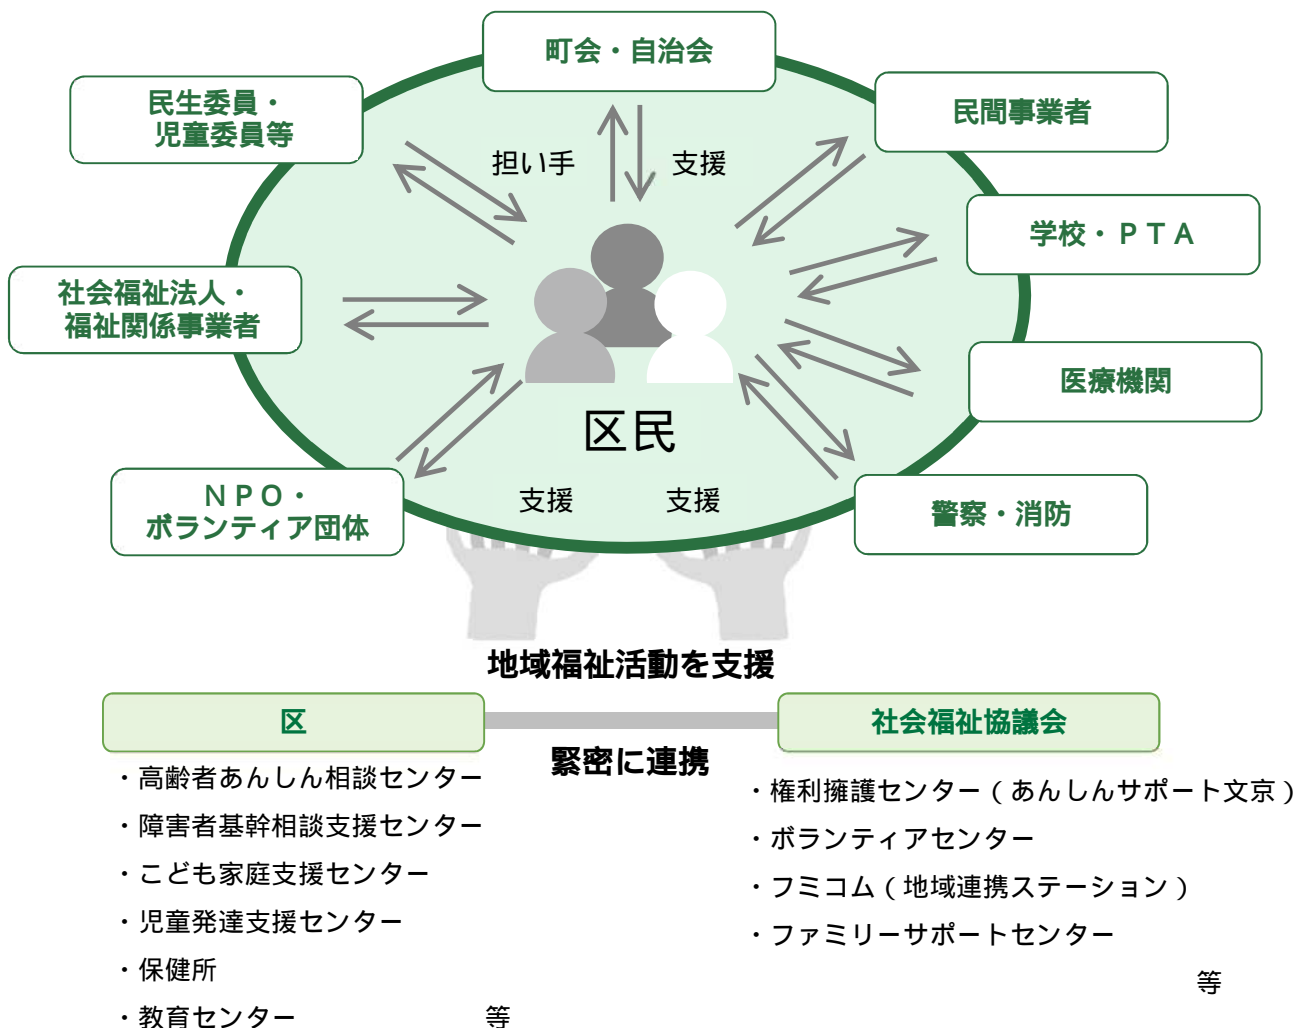 町会・自治会
民生委員・
児童委員等
民間事業者
担い手
支援
学校・ＰＴＡ
社会福祉法人・
福祉関係事業者
医療機関
区民
ＮＰＯ・
ボランティア団体
支援
支援
警察・消防
地域福祉活動を支援
区
社会福祉協議会
緊密に連携
・高齢者あんしん相談センター
・障害者基幹相談支援センター
・こども家庭支援センター
・児童発達支援センター
・保健所
・教育センター
等
・権利擁護センター（あんしんサポート文京）
・ボランティアセンター
・フミコム（地域連携ステーション）
・ファミリーサポートセンター
等